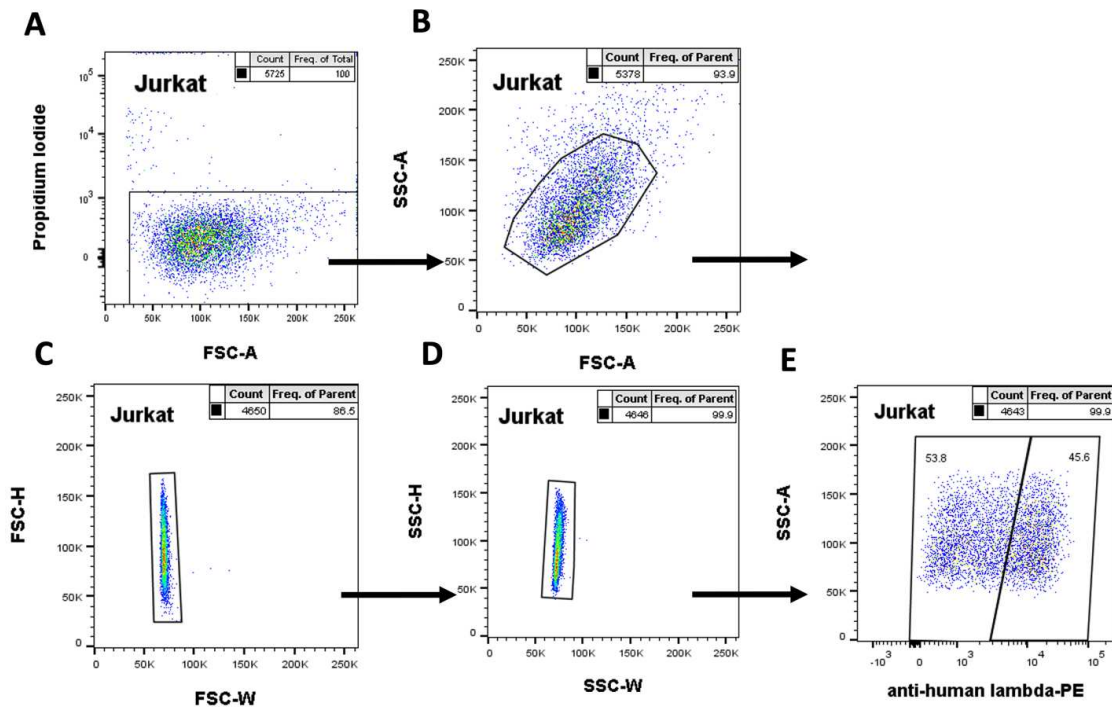 A
Count Freq. of Total
5725 100
Jurkat
10^5
10^4
10^3
0
Propidium Iodide
0 50K 100K 150K 200K 250K
FSC-A
B
Count Freq. of Parent
5378 93.9
Jurkat
250K
200K
150K
100K
50K
0
SSC-A
0 50K 100K 150K 200K 250K
FSC-A
C
Count Freq. of Parent
4650 86.5
Jurkat
250K
200K
150K
100K
50K
0
FSC-H
0 50K 100K 150K 200K 250K
FSC-W
D
Count Freq. of Parent
4646 99.9
Jurkat
250K
200K
150K
100K
50K
0
SSC-H
0 50K 100K 150K 200K 250K
SSC-W
E
Count Freq. of Parent
4643 99.9
Jurkat
53.8 45.6
250K
200K
150K
100K
50K
0
SSC-A
-10^3 0 10^3 10^4 10^5
anti-human lambda-PE